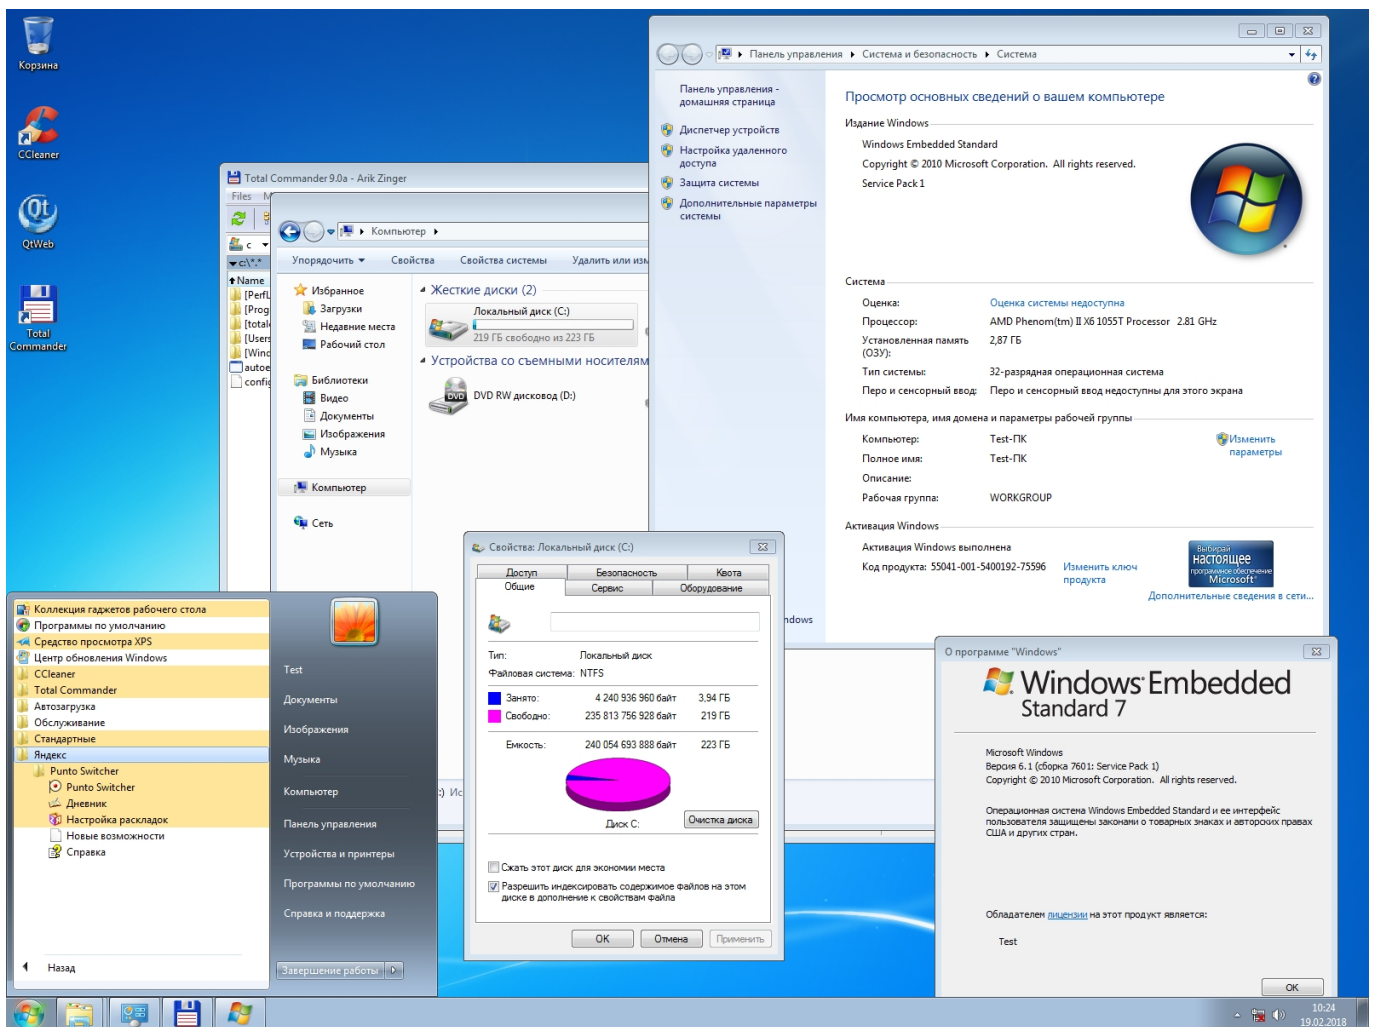 Корзина
CCleaner
QtWeb
Total
Commander
Total Commander 9.0a - Arik Zinger
Files
c
c:\*.*
Name
[Prog
[Users
Компьютер
Упорядочить
Свойства
Свойства системы
Удалить или
Избранное
Загрузки
Недавние места
Рабочий стол
Библиотеки
Видео
Документы
Изображения
Музыка
Компьютер
Сеть
Жесткие диски (2)
Локальный диск (C:)
219 ГБ свободно из 223 ГБ
Устройства со съемными носителям
DVD RW дисковод (D:)
Панель управления
Система и безопасность
Система
Панель управления -
домашняя страница
Диспетчер устройств
Настройка удаленного
доступа
Защита системы
Дополнительные параметры
системы
Просмотр основных сведений о вашем компьютере
Издание Windows
Windows Embedded Standard
Copyright © 2010 Microsoft Corporation. All rights reserved.
Service Pack 1
Система
Оценка: Оценка системы недоступна
Процессор: AMD Phenom(tm) II X6 1055T Processor 2.81 GHz
Установленная память 2,87 ГБ
(ОЗУ):
Тип системы: 32-разрядная операционная система
Перо и сенсорный ввод: Перо и сенсорный ввод недоступны для этого экрана
Имя компьютера, имя домена и параметры рабочей группы
Компьютер: Test-ПК
Изменить
параметры
Полное имя: Test-ПК
Описание:
Рабочая группа: WORKGROUP
Активация Windows
Активация Windows выполнена
Код продукта: 55041-001-5400192-75596
Изменить ключ
продукта
Выбирай
настоящее
программное обеспечение
Microsoft
Дополнительные сведения в сети...
ndows
Свойства: Локальный диск (C:)
Доступ Безопасность Квота
Общие Сервис Оборудование
Тип: Локальный диск
Файловая система: NTFS
Занято: 4 240 936 960 байт 3,94 ГБ
Свободно: 235 813 756 928 байт 219 ГБ
Емкость: 240 054 693 888 байт 223 ГБ
Диск C:
Очистка диска
Сжать этот диск для экономии места
Разрешить индексировать содержимое файлов на этом
диске в дополнение к свойствам файла
OK Отмена Применить
О программе "Windows"
Windows Embedded
Standard 7
Microsoft Windows
Версия 6.1 (сборка 7601: Service Pack 1)
Copyright © 2010 Microsoft Corporation. All rights reserved.
Операционная система Windows Embedded Standard и ее интерфейс
пользователя защищены законами о товарных знаках и авторских правах
США и других стран.
Обладателем лицензии на этот продукт является:
Test
OK
Коллекция гаджетов рабочего стола
Программы по умолчанию
Средство просмотра XPS
Центр обновления Windows
CCleaner
Total Commander
Автозагрузка
Обслуживание
Стандартные
Яндекс
Punto Switcher
Punto Switcher
Дневник
Настройка раскладок
Новые возможности
Справка
Назад
Test
Документы
Изображения
Музыка
Компьютер
Панель управления
Устройства и принтеры
Программы по умолчанию
Справка и поддержка
Завершение работы
10:24
19.02.2018